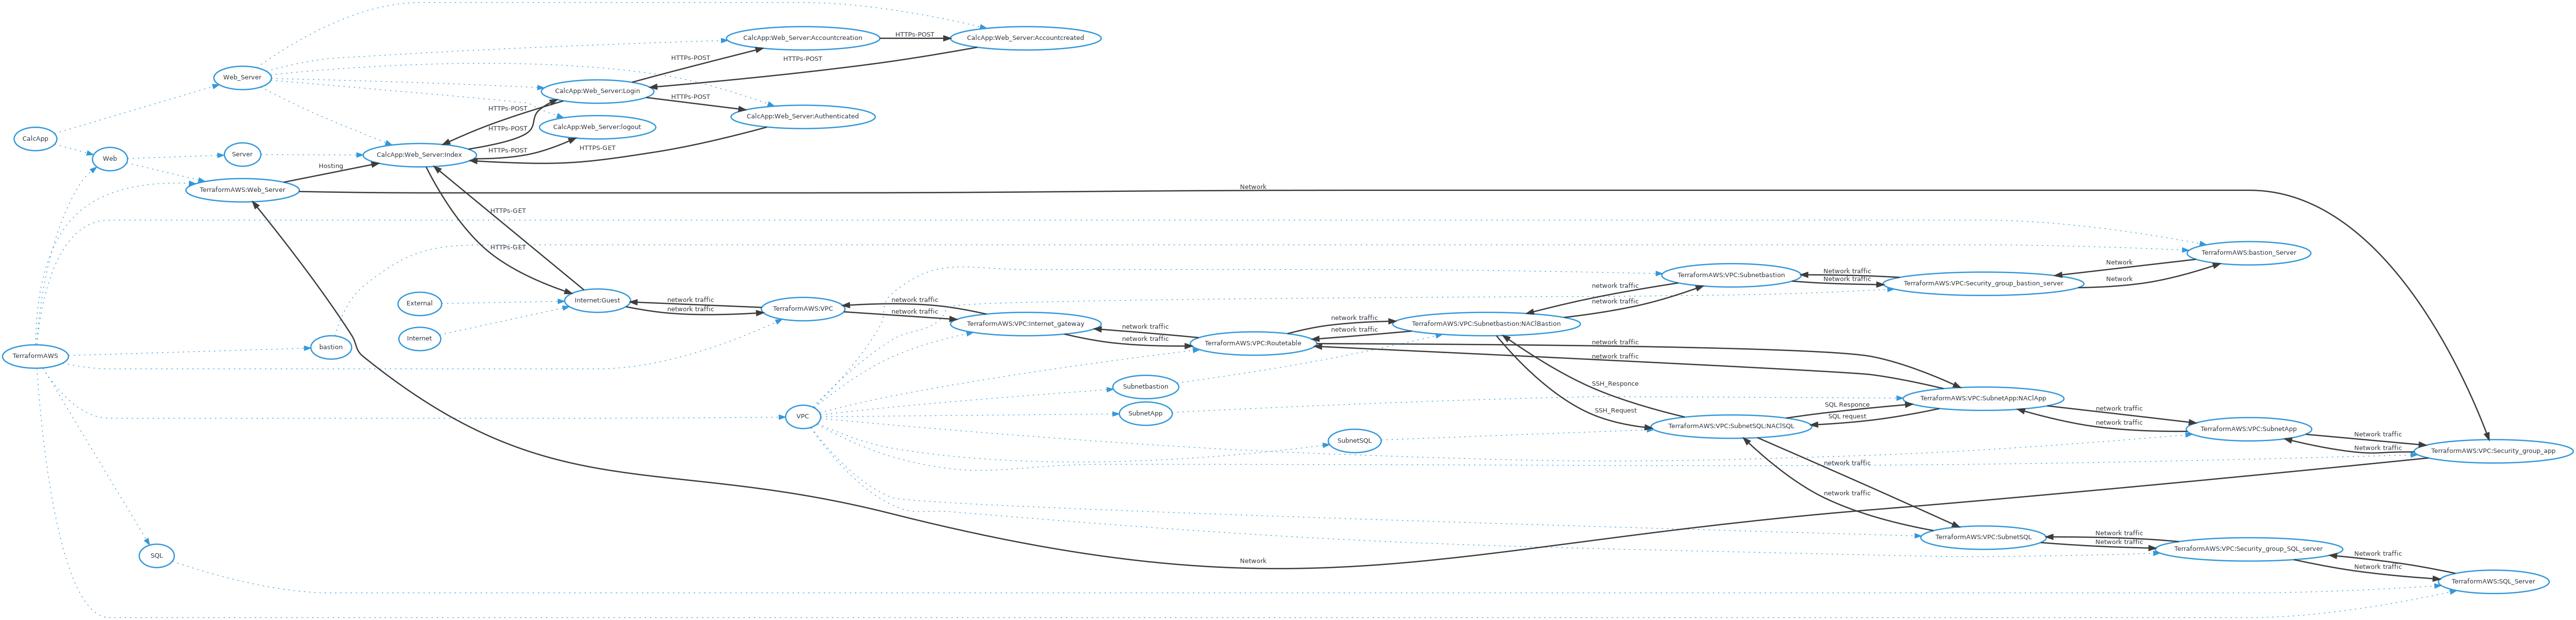 CalcApp:Web_Server:Accountcreation
HTTPs-POST
CalcApp:Web_Server:Accountcreated
HTTPs-POST
HTTPs-POST
Web_Server
CalcApp:Web_Server:Login
HTTPs-POST
HTTPs-POST
CalcApp:Web_Server:Authenticated
HTTPs-POST
CalcApp:Web_Server:logout
CalcApp
HTTPS-GET
HTTPs-POST
Web
Server
CalcApp:Web_Server:Index
Hosting
TerraformAWS:Web_Server
Network
HTTPs-GET
HTTPs-GET
TerraformAWS:bastion_Server
Network
Network
TerraformAWS:VPC:Subnetbastion
Network traffic
Network traffic
TerraformAWS:VPC:Security_group_bastion_server
network traffic
network traffic
External
Internet:Guest
network traffic
network traffic
TerraformAWS:VPC
network traffic
network traffic
TerraformAWS:VPC:Internet_gateway
network traffic
network traffic
TerraformAWS:VPC:Routetable
network traffic
network traffic
TerraformAWS:VPC:Subnetbastion:NAClBastion
Internet
bastion
TerraformAWS
network traffic
network traffic
Subnetbastion
SSH_Responce
SSH_Request
VPC
SubnetApp
SubnetSQL
TerraformAWS:VPC:SubnetSQL:NAClSQL
SQL Responce
SQL request
TerraformAWS:VPC:SubnetApp:NAClApp
network traffic
network traffic
TerraformAWS:VPC:SubnetApp
Network traffic
Network traffic
TerraformAWS:VPC:Security_group_app
network traffic
network traffic
SQL
Network
TerraformAWS:VPC:SubnetSQL
Network traffic
Network traffic
TerraformAWS:VPC:Security_group_SQL_server
Network traffic
Network traffic
TerraformAWS:SQL_Server